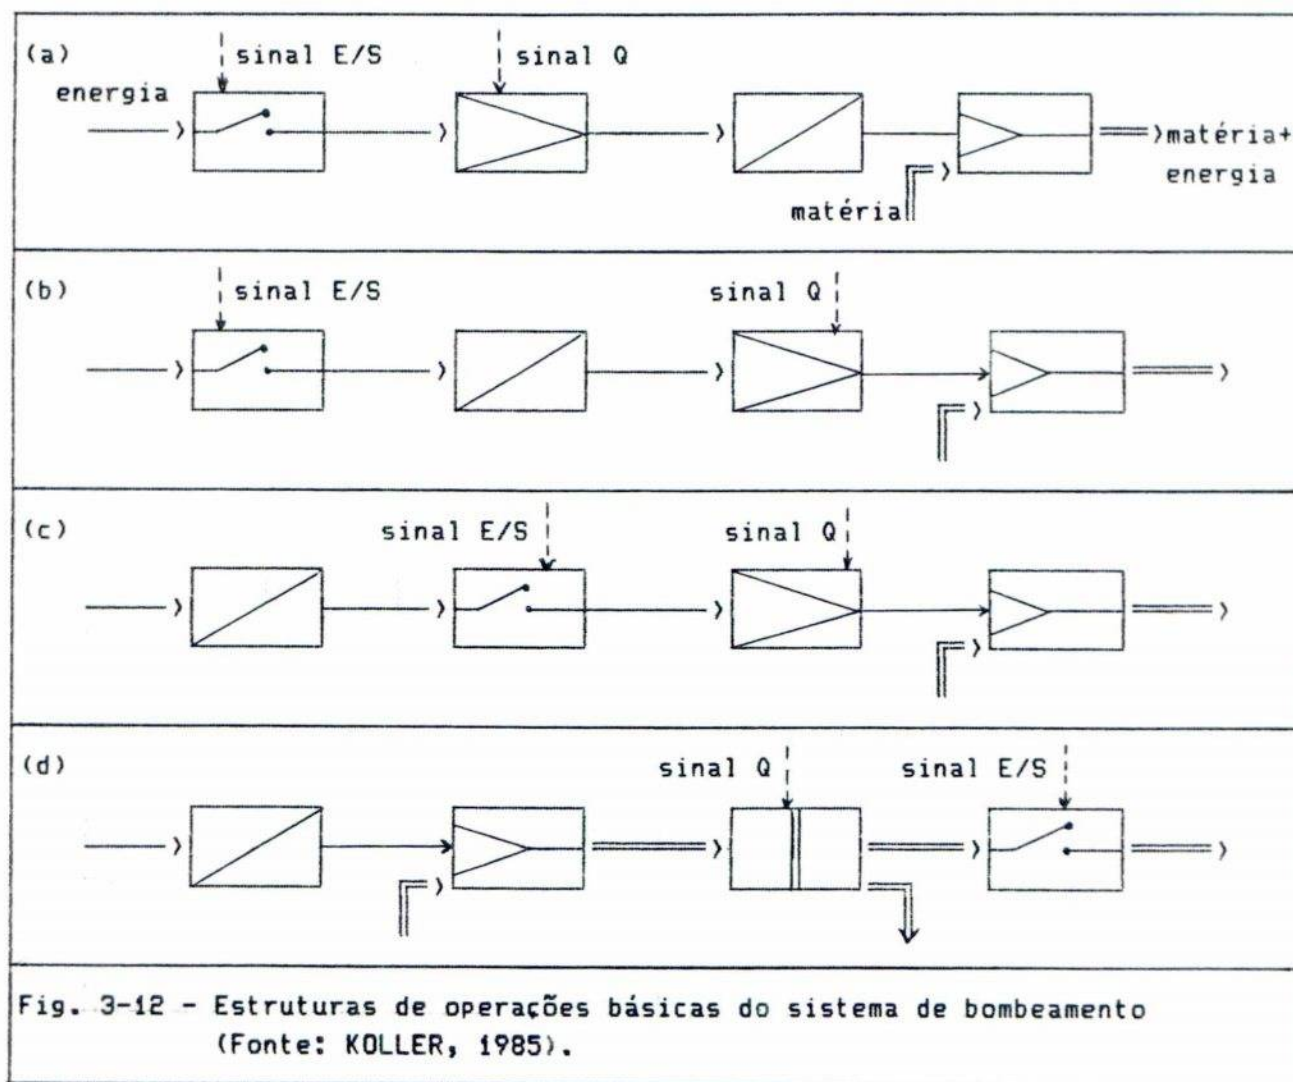 (a)
sinal E/S
sinal Q
energia
matéria+
energia
matéria
(b)
sinal E/S
sinal Q
(c)
sinal E/S
sinal Q
(d)
sinal Q
sinal E/S
Fig. 3-12 - Estruturas de operações básicas do sistema de bombeamento
(Fonte: KOLLER, 1985).